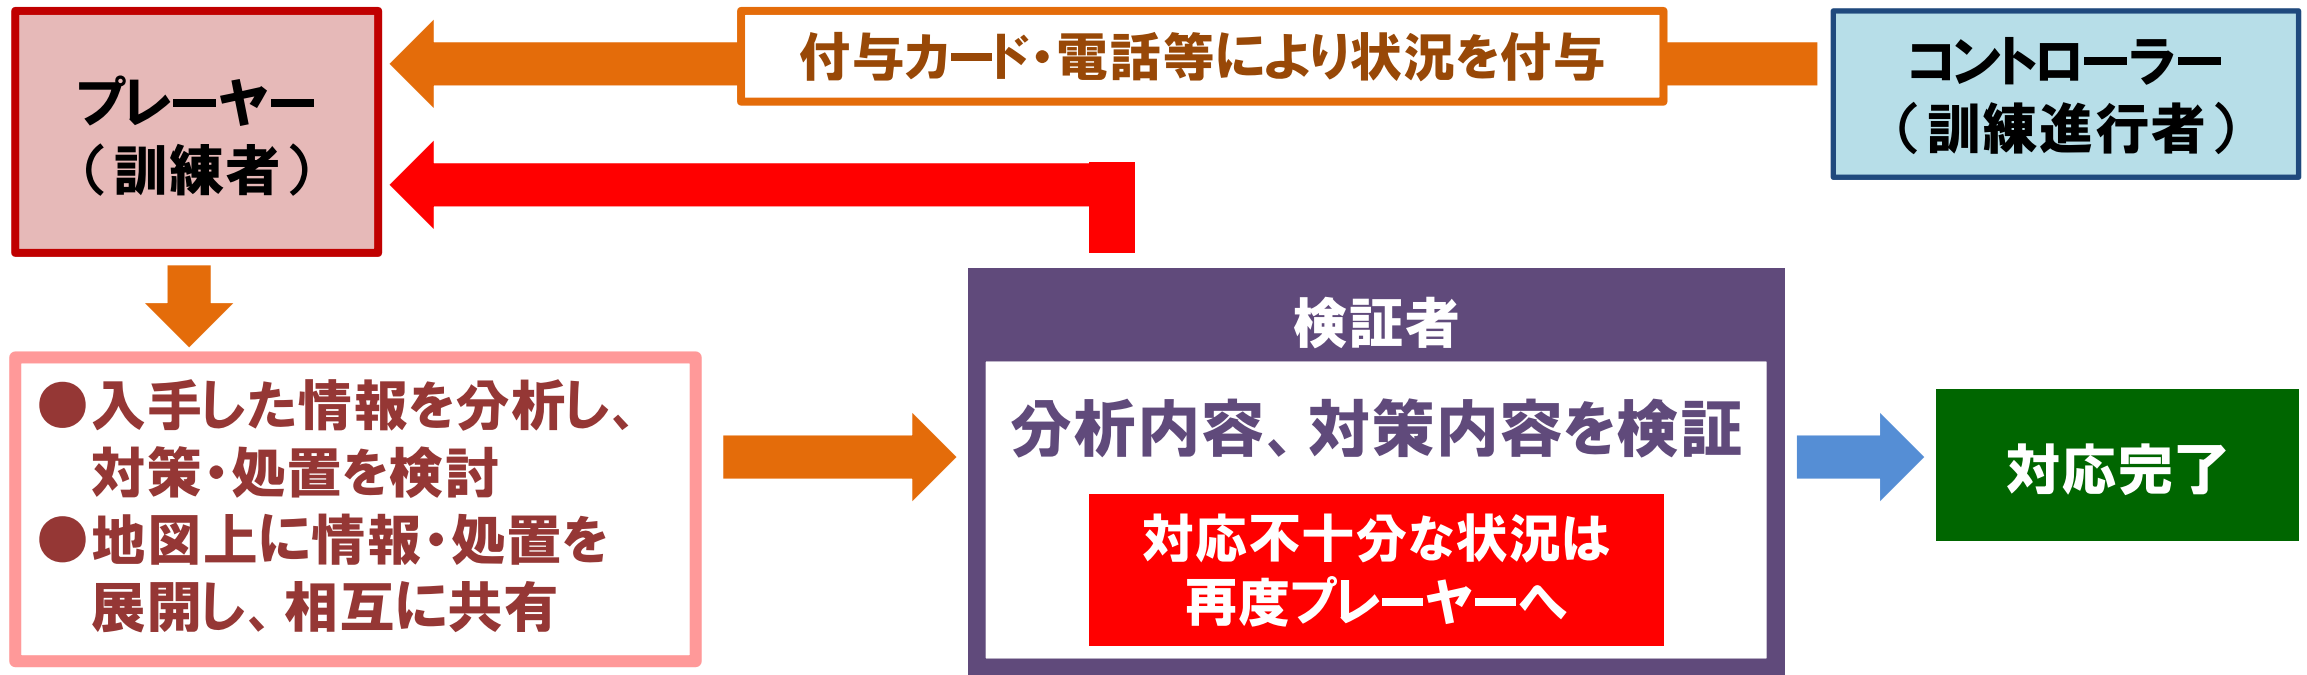 プレーヤー
（訓練者）
付与カード・電話等により状況を付与
コントローラー
（訓練進行者）
●入手した情報を分析し、
対策・処置を検討
●地図上に情報・処置を
展開し、相互に共有
検証者
分析内容、対策内容を検証
対応不十分な状況は
再度プレーヤーへ
対応完了